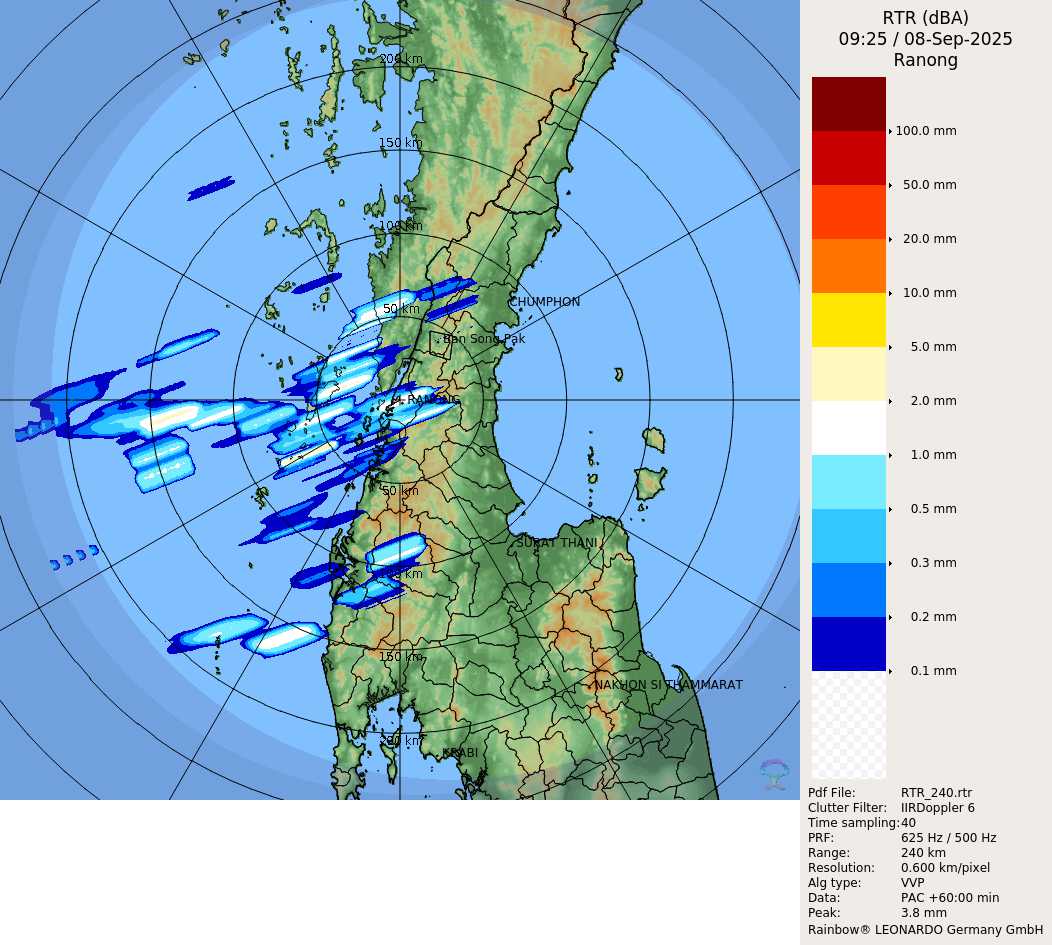 RTR (dBA)
09:25 / 08-Sep-2025
Ranong
200 km
150 km
100 km
50 km
CHUMPHON
Ban Song Pak
RANONG
50 km
SURAT THANI
100 km
150 km
NAKHON SI THAMMARAT
200 km
KRABI
100.0 mm
50.0 mm
20.0 mm
10.0 mm
5.0 mm
2.0 mm
1.0 mm
0.5 mm
0.3 mm
0.2 mm
0.1 mm
Pdf File: RTR_240.rtr
Clutter Filter: IIRDoppler 6
Time sampling:40
PRF: 625 Hz / 500 Hz
Range: 240 km
Resolution: 0.600 km/pixel
Alg type: VVP
Data: PAC +60:00 min
Peak: 3.8 mm
Rainbow® LEONARDO Germany GmbH